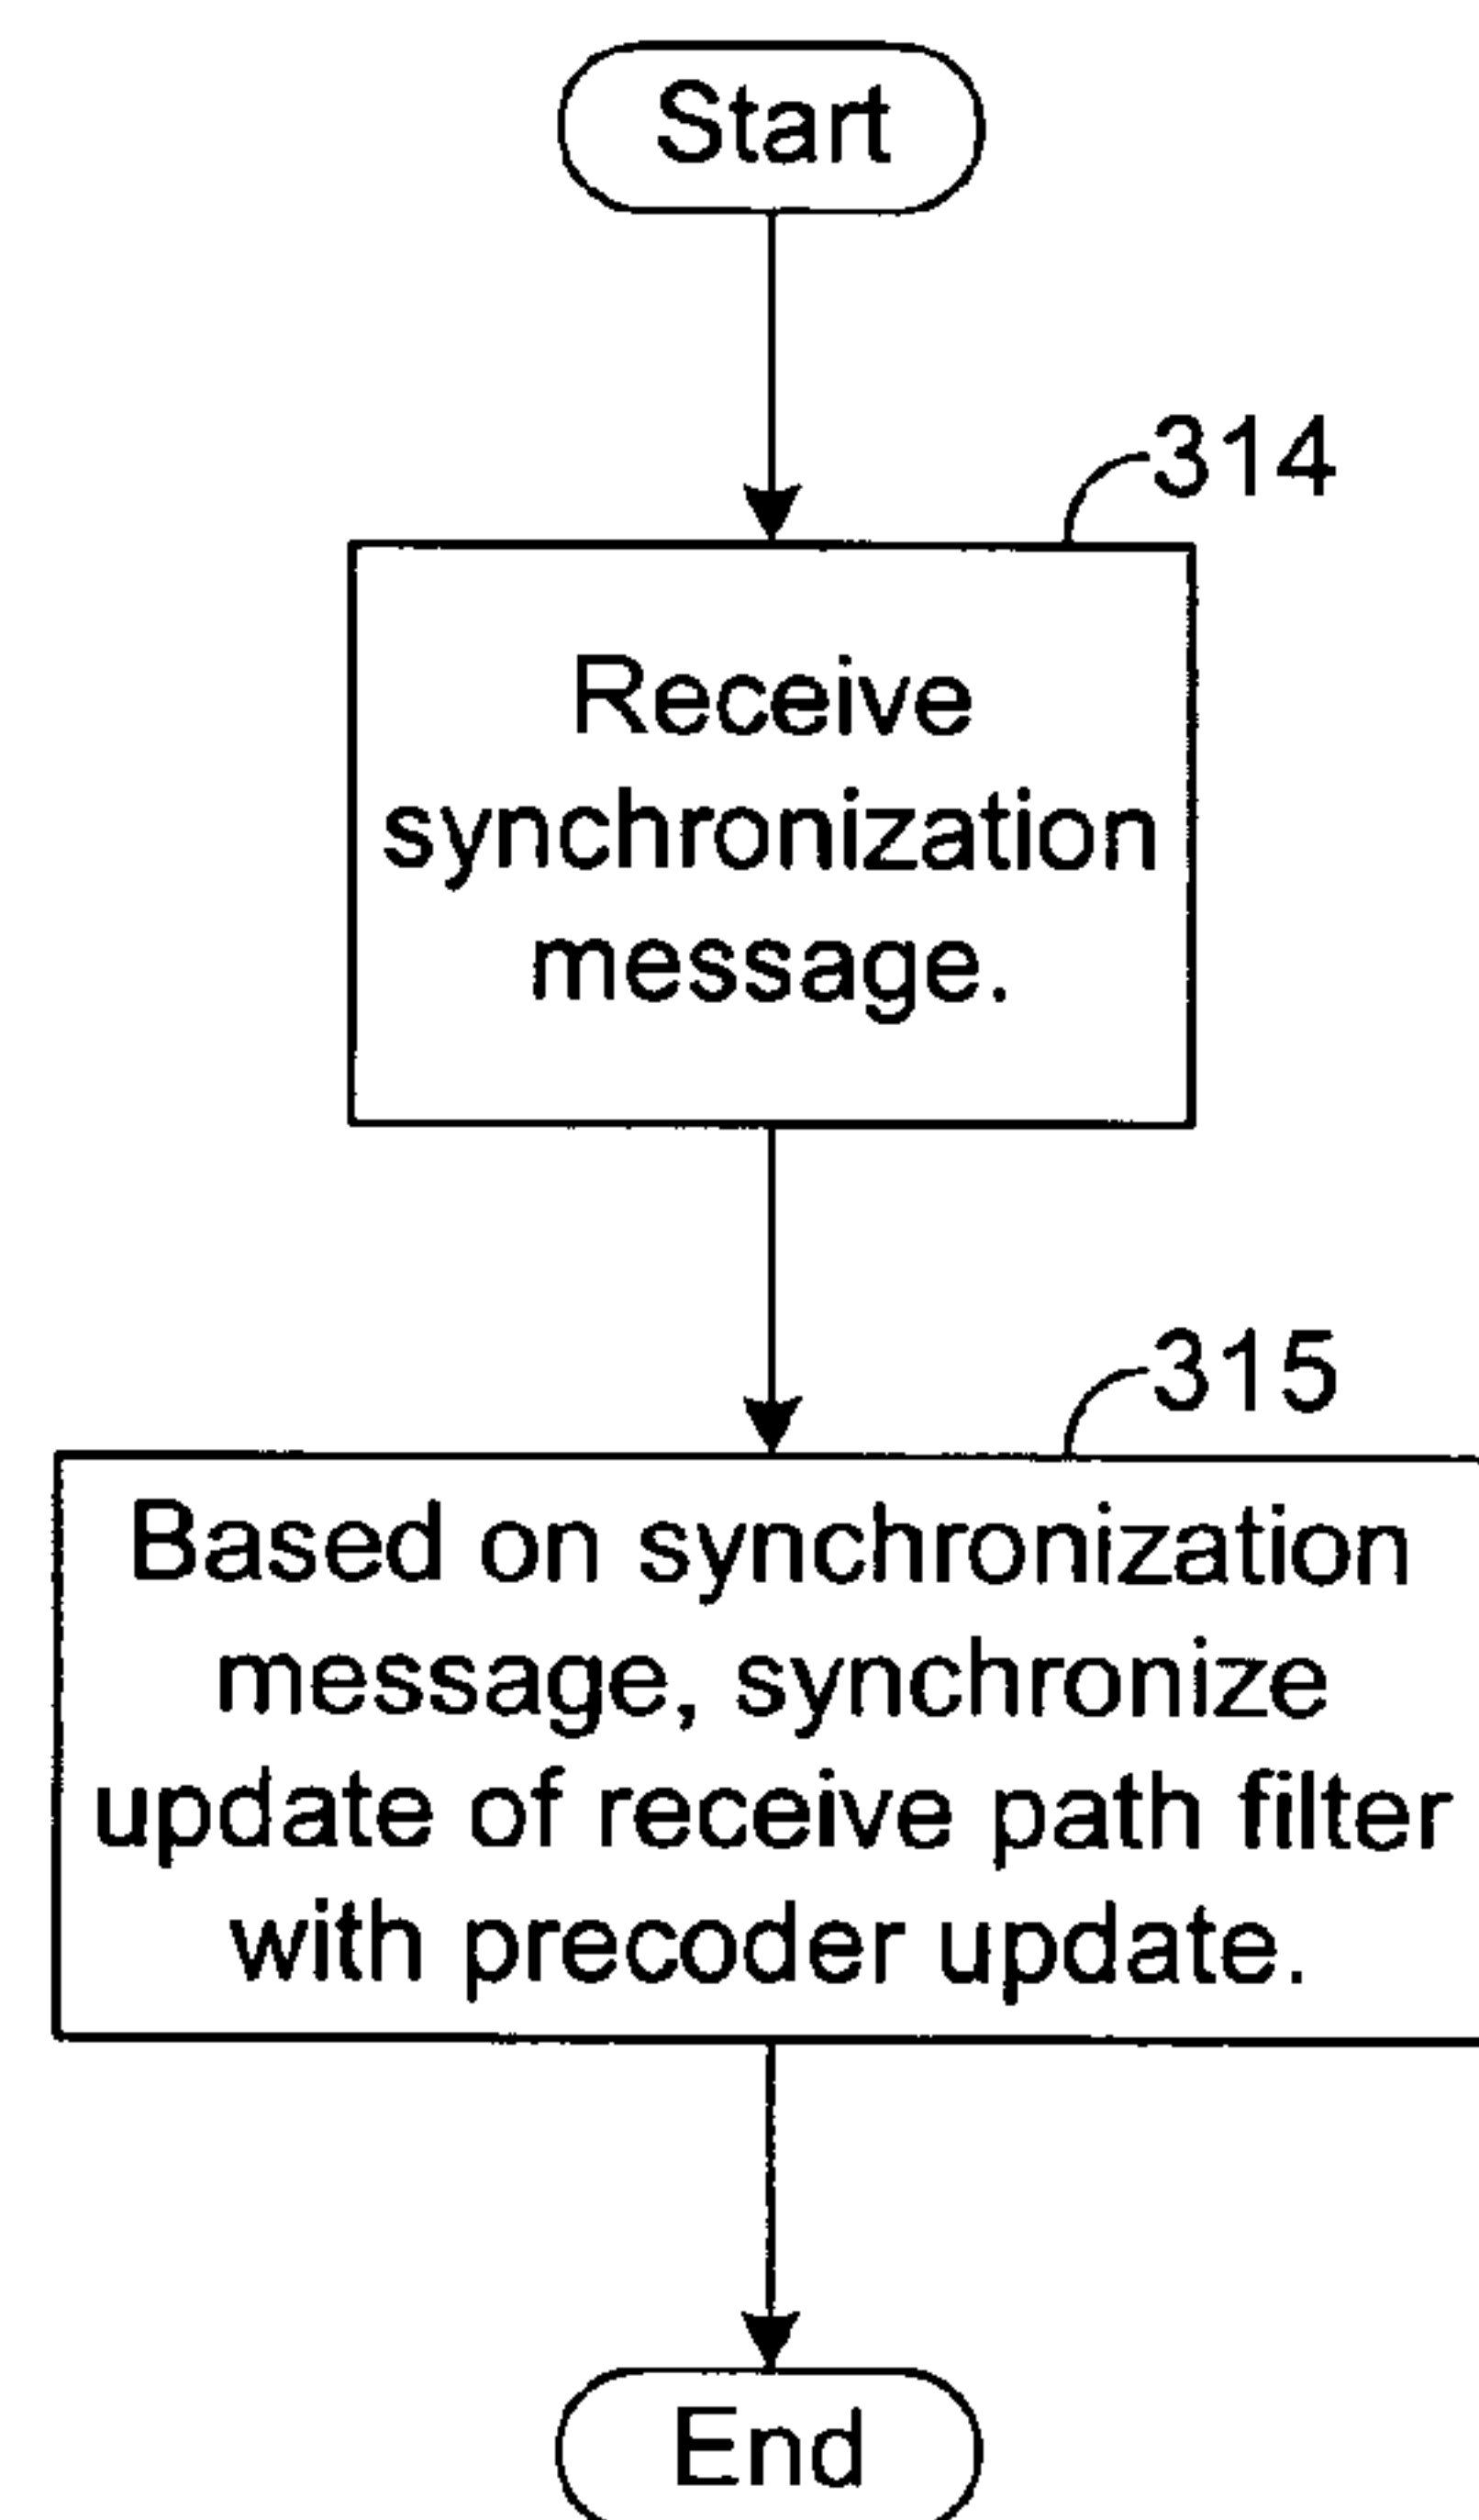 Start
314
Receive
synchronization
message.
315
Based on synchronization
message, synchronize
update of receive path filter
with precoder update.
End